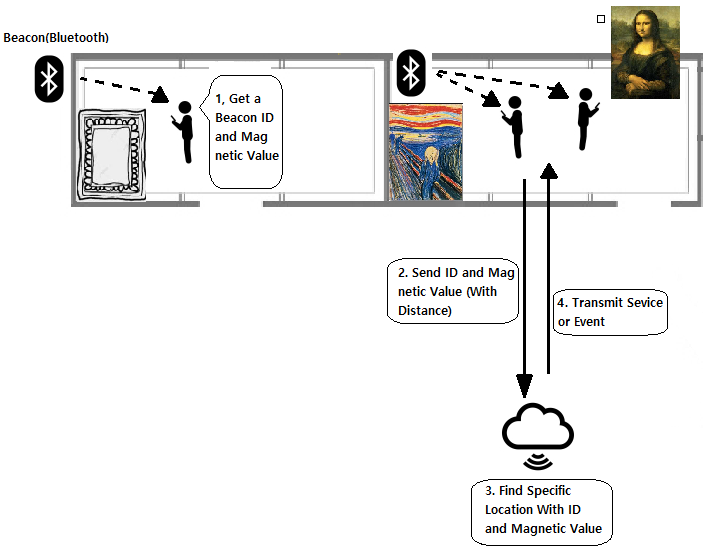 Beacon(Bluetooth)
1, Get a
Beacon ID
and Mag
netic Value
2. Send ID and Mag
netic Value (With
Distance)
4. Transmit Sevice
or Event
3. Find Specific
Location With ID
and Magnetic Value